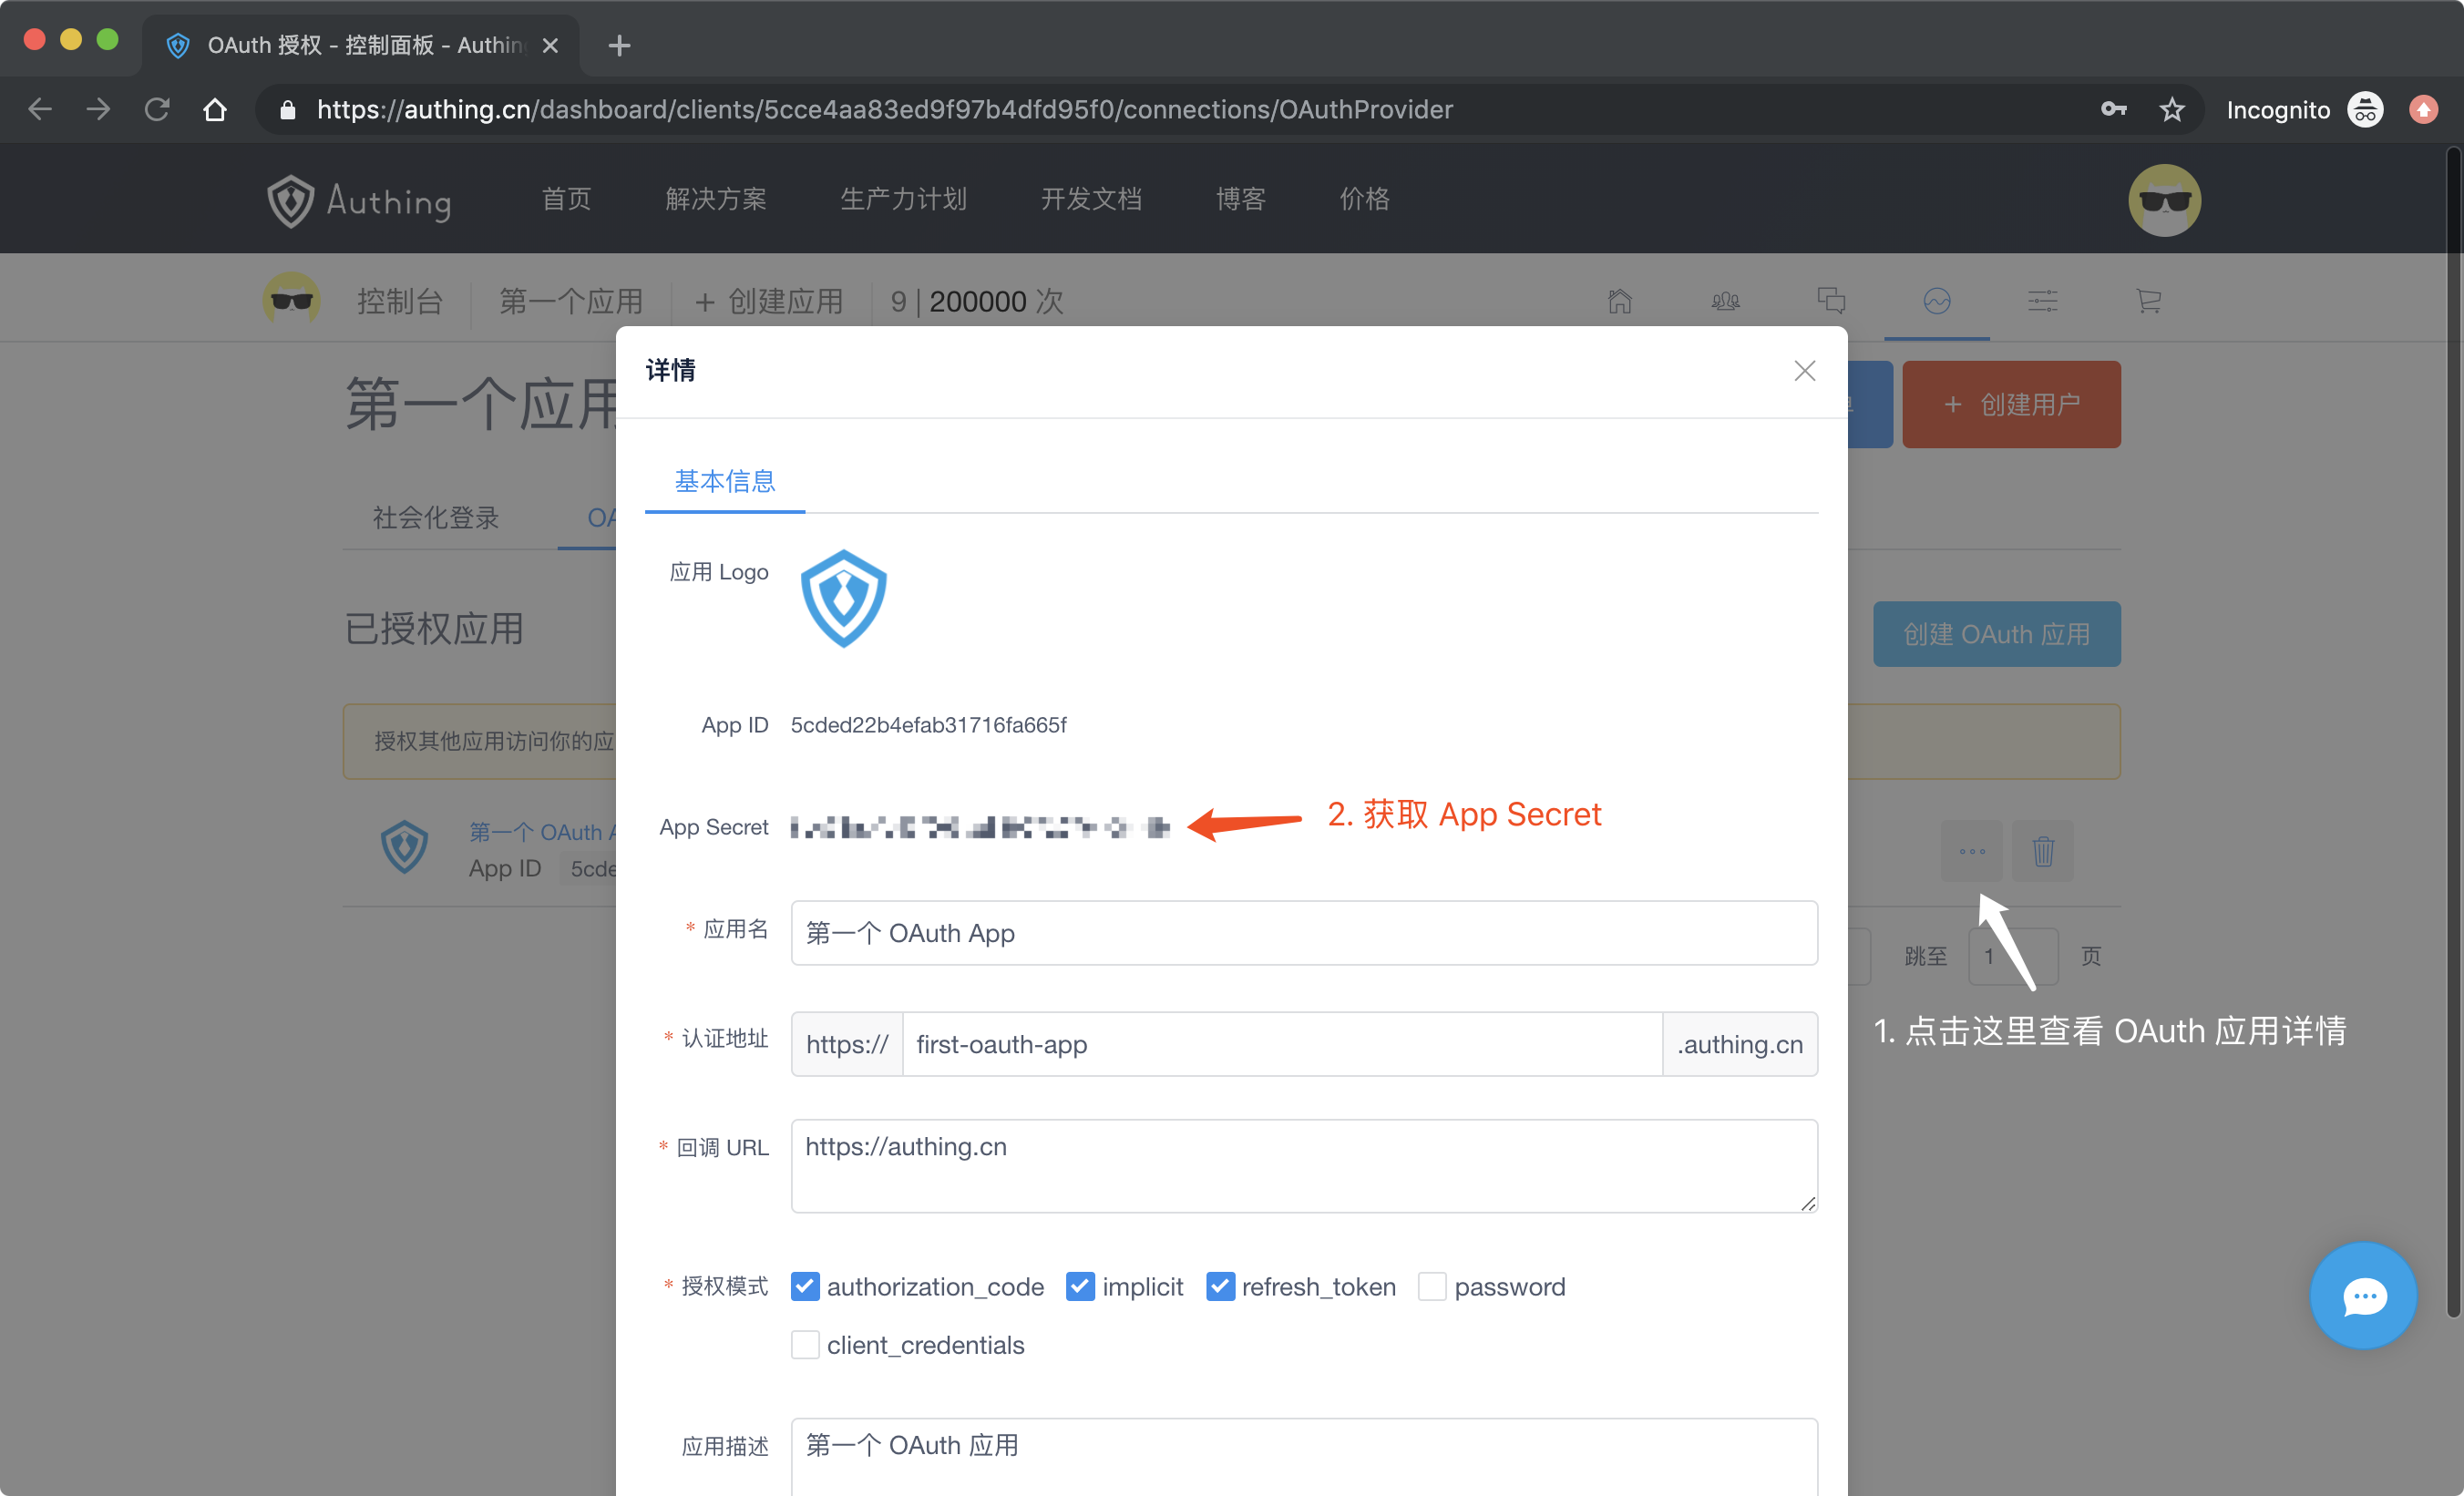 OAuth 授权 - 控制面板 - Authin
https://authing.cn/dashboard/clients/5cce4aa83ed9f97b4dfd95f0/connections/OAuthProvider
Incognito
Authing
首页
解决方案
生产力计划
开发文档
博客
价格
控制台
第一个应用
+ 创建应用
9 | 200000 次
第一个应用
+ 创建用户
社会化登录
OA
已授权应用
创建 OAuth 应用
授权其他应用访问你的应
第一个 OAuth A
App ID 5cde
跳至 1 页
1. 点击这里查看 OAuth 应用详情
详情
基本信息
应用 Logo
App ID 5cded22b4efab31716fa665f
App Secret
2. 获取 App Secret
* 应用名 第一个 OAuth App
* 认证地址 https:// first-oauth-app .authing.cn
* 回调 URL https://authing.cn
* 授权模式 authorization_code implicit refresh_token password
client_credentials
应用描述 第一个 OAuth 应用